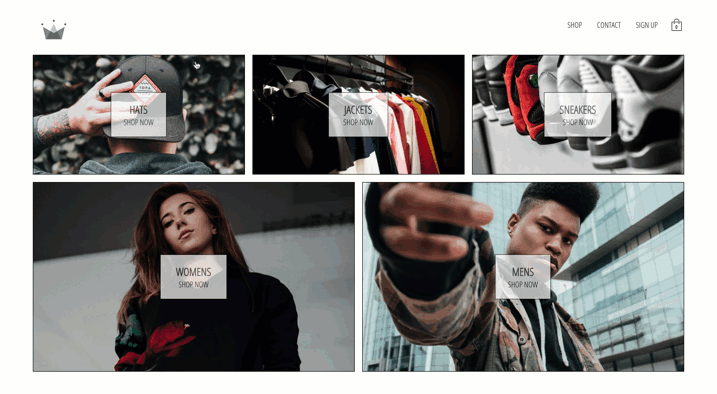 SHOP CONTACT SIGN UP 0
HATS
SHOP NOW
JACKETS
SHOP NOW
SNEAKERS
SHOP NOW
WOMENS
SHOP NOW
MENS
SHOP NOW